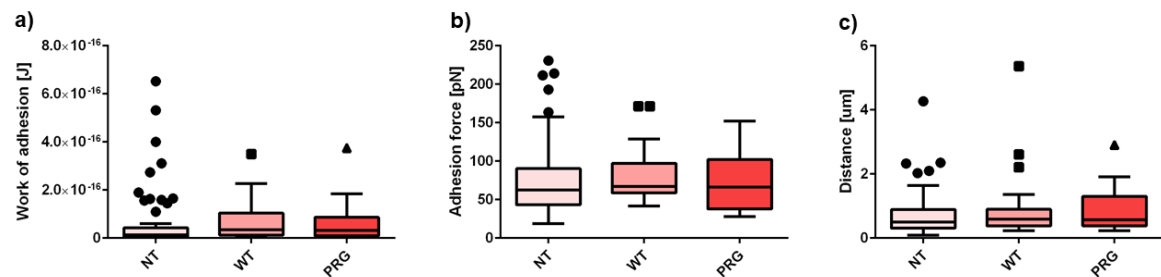 a)
Work of adhesion [J]
8.0×10-16
6.0×10-16
4.0×10-16
2.0×10-16
0
NT
WT
PRG
b)
Adhesion force [pN]
250
200
150
100
50
0
NT
WT
PRG
c)
Distance [um]
6
4
2
0
NT
WT
PRG